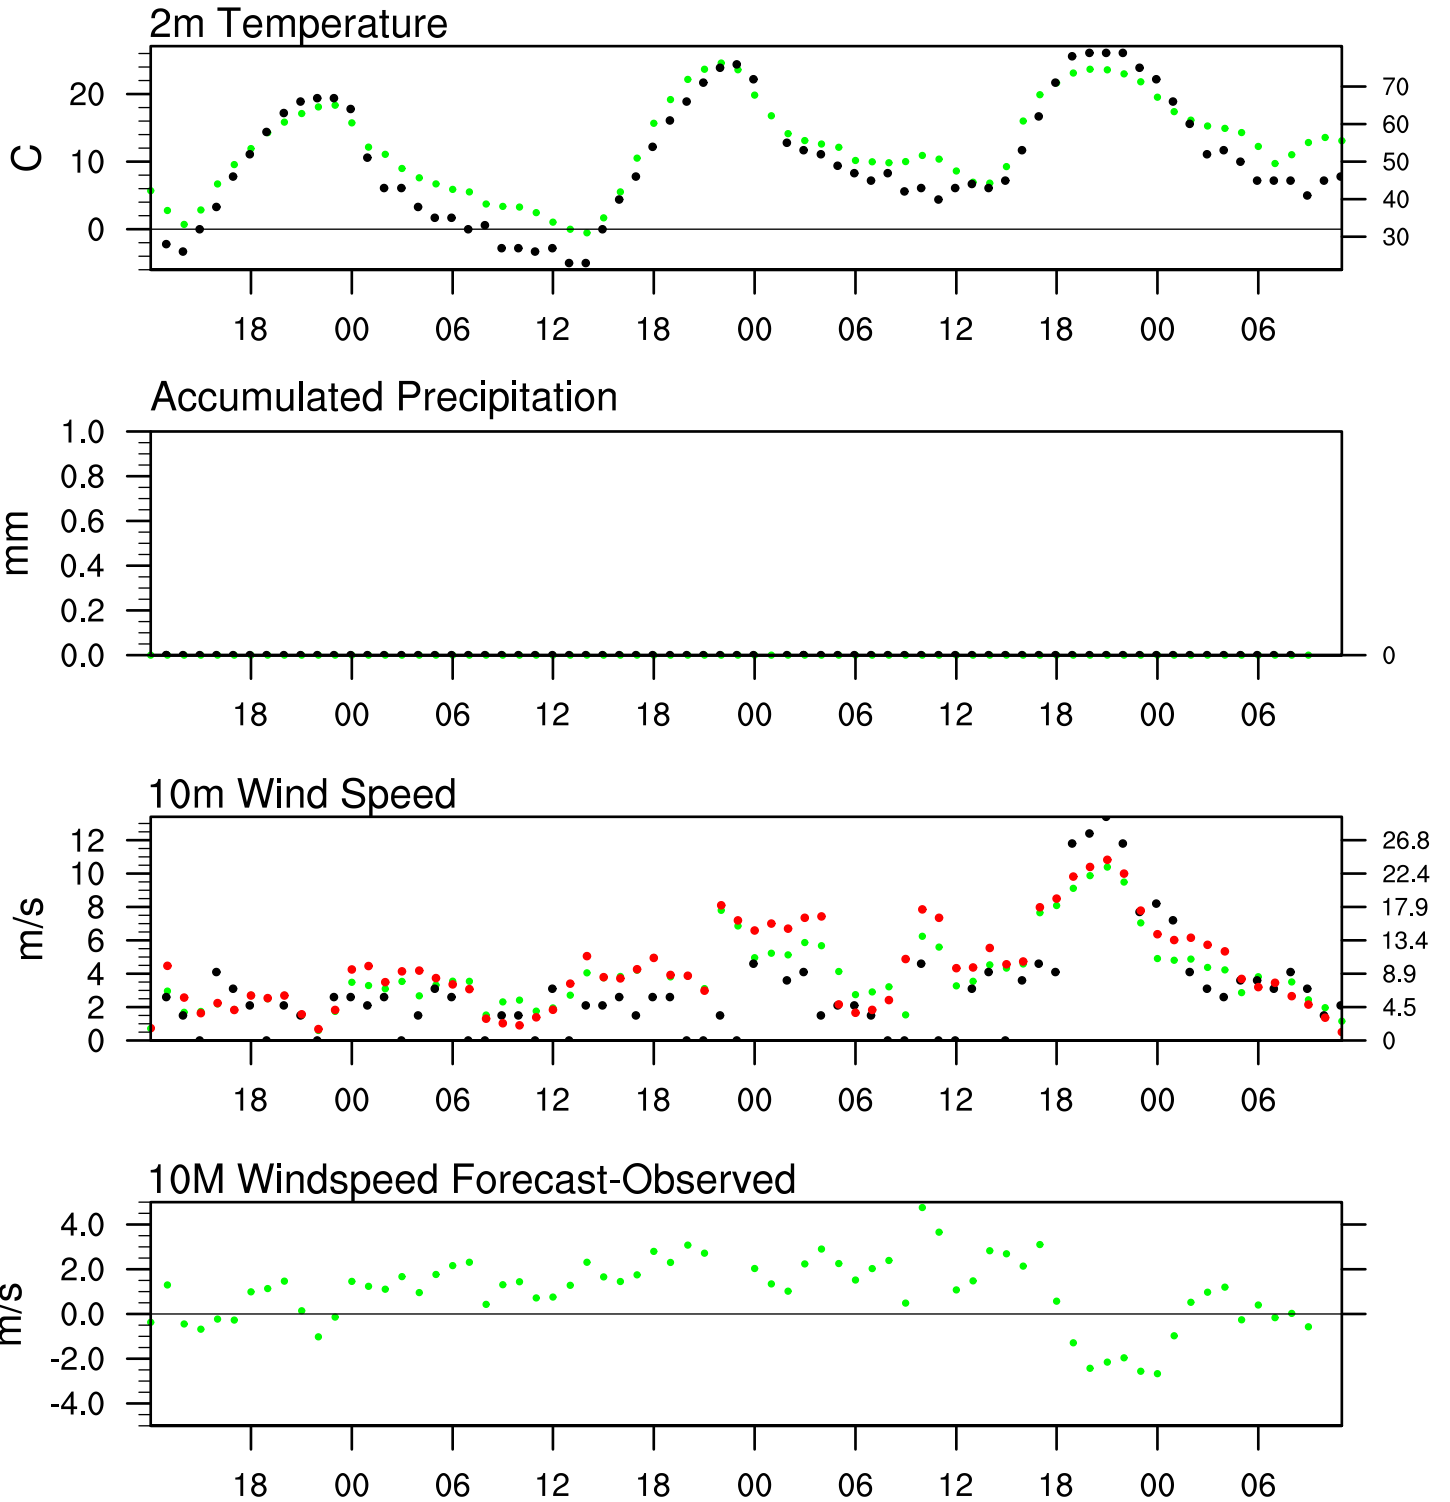 2m Temperature
C
20
10
0
70
60
50
40
30
18 00 06 12 18 00 06 12 18 00 06
Accumulated Precipitation
mm
1.0
0.8
0.6
0.4
0.2
0.0
0
18 00 06 12 18 00 06 12 18 00 06
10m Wind Speed
m/s
12
10
8
6
4
2
0
26.8
22.4
17.9
13.4
8.9
4.5
0
18 00 06 12 18 00 06 12 18 00 06
10M Windspeed Forecast-Observed
m/s
4.0
2.0
0.0
-2.0
-4.0
18 00 06 12 18 00 06 12 18 00 06